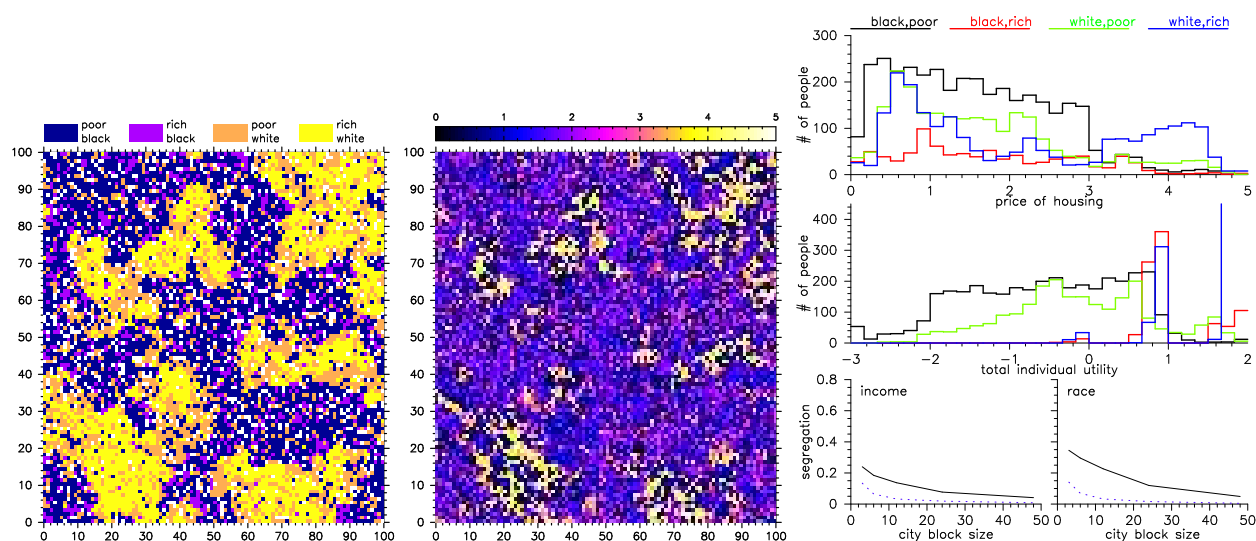 poor black
rich black
poor white
rich white
100
90
80
70
60
50
40
30
20
10
0
0 10 20 30 40 50 60 70 80 90 100
0 1 2 3 4 5
100
90
80
70
60
50
40
30
20
10
0
0 10 20 30 40 50 60 70 80 90 100
black,poor black,rich white,poor white,rich
# of people
300
200
100
0
0 1 2 3 4 5
price of housing
# of people
400
300
200
100
0
−3 −2 −1 0 1 2
total individual utility
segregation
0.8
0.6
0.4
0.2
0
income
0 10 20 30 40 50
city block size
race
0 10 20 30 40 50
city block size